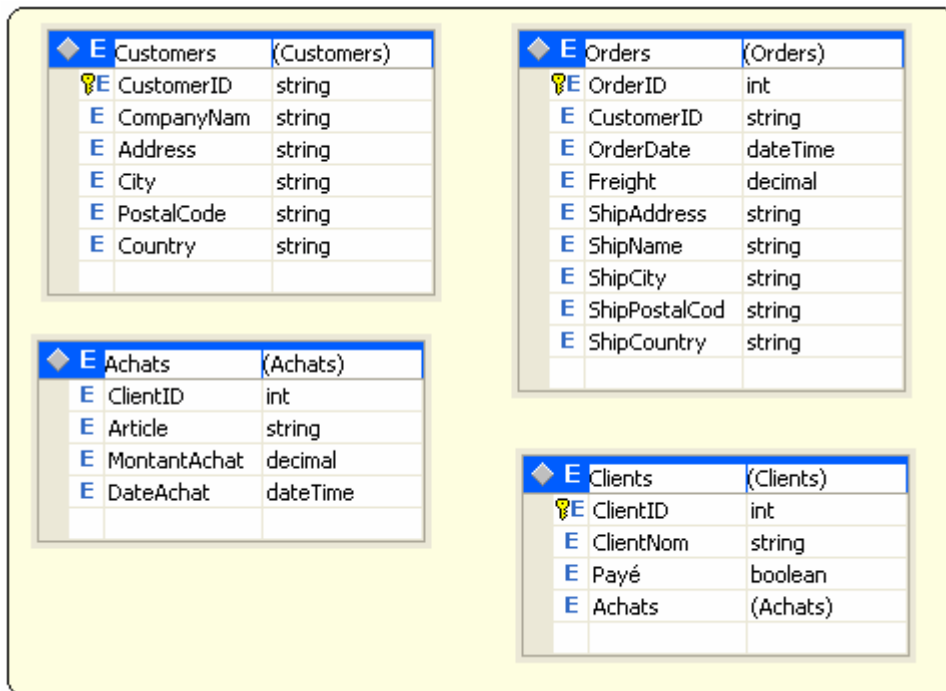 E Customers (Customers)
E CustomerID string
E CompanyNam string
E Address string
E City string
E PostalCode string
E Country string
E Orders (Orders)
E OrderID int
E CustomerID string
E OrderDate dateTime
E Freight decimal
E ShipAddress string
E ShipName string
E ShipCity string
E ShipPostalCod string
E ShipCountry string
E Achats (Achats)
E ClientID int
E Article string
E MontantAchat decimal
E DateAchat dateTime
E Clients (Clients)
E ClientID int
E ClientNom string
E Payé boolean
E Achats (Achats)